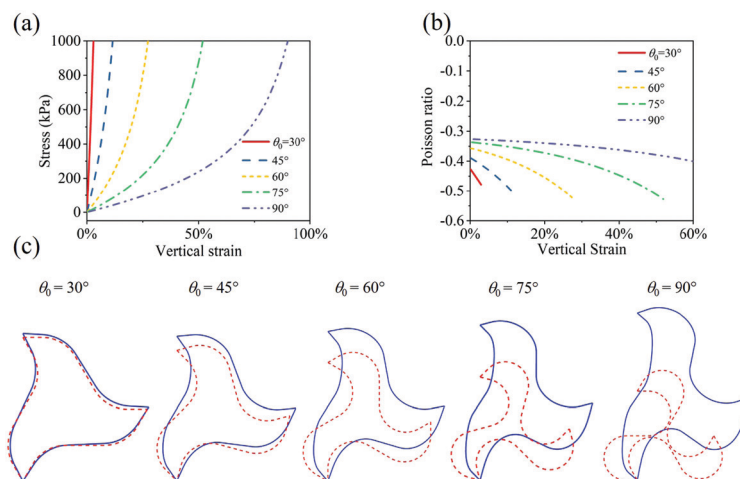 (a)
1000
800
600
400
200
0
Stress (kPa)
θ₀=30°
45°
60°
75°
90°
0%
50%
100%
Vertical strain
(b)
0.0
-0.1
-0.2
-0.3
-0.4
-0.5
-0.6
Poisson ratio
θ₀=30°
45°
60°
75°
90°
0%
20%
40%
60%
Vertical Strain
(c)
θ₀ = 30°
θ₀ = 45°
θ₀ = 60°
θ₀ = 75°
θ₀ = 90°